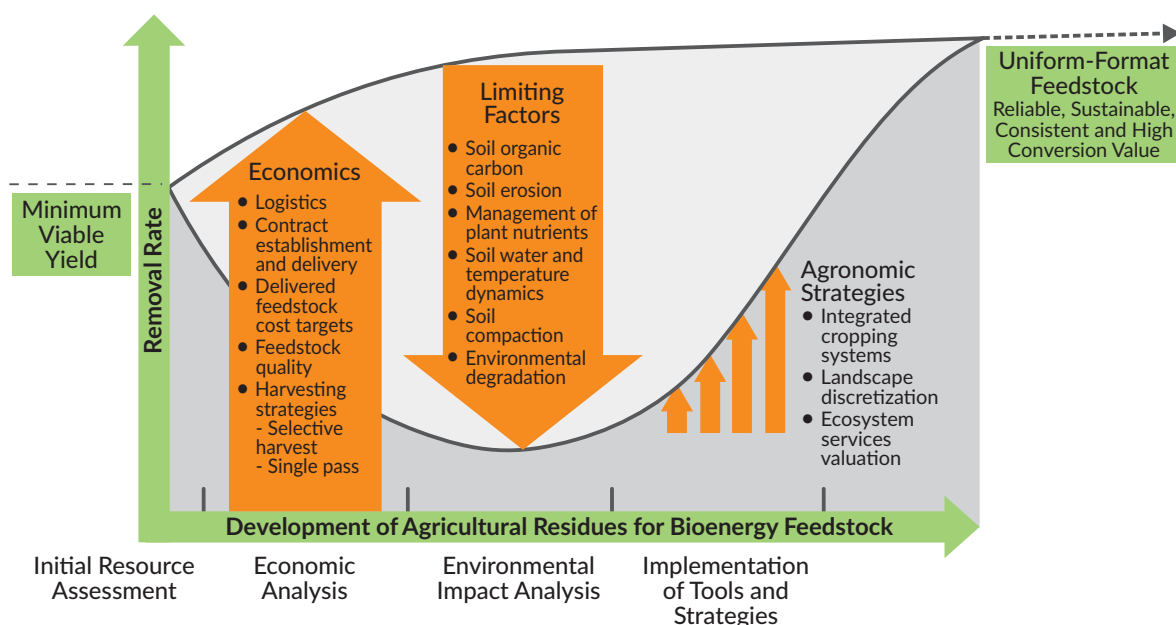 Minimum
Viable
Yield
Removal Rate
Economics
• Logistics
• Contract
establishment
and delivery
• Delivered
feedstock
cost targets
• Feedstock
quality
• Harvesting
strategies
- Selective
harvest
- Single pass
Limiting
Factors
• Soil organic
carbon
• Soil erosion
• Management of
plant nutrients
• Soil water and
temperature
dynamics
• Soil
compaction
• Environmental
degradation
Agronomic
Strategies
• Integrated
cropping
systems
• Landscape
discretization
• Ecosystem
services
valuation
Uniform-Format
Feedstock
Reliable, Sustainable,
Consistent and High
Conversion Value
Development of Agricultural Residues for Bioenergy Feedstock
Initial Resource
Assessment
Economic
Analysis
Environmental
Impact Analysis
Implementation
of Tools and
Strategies